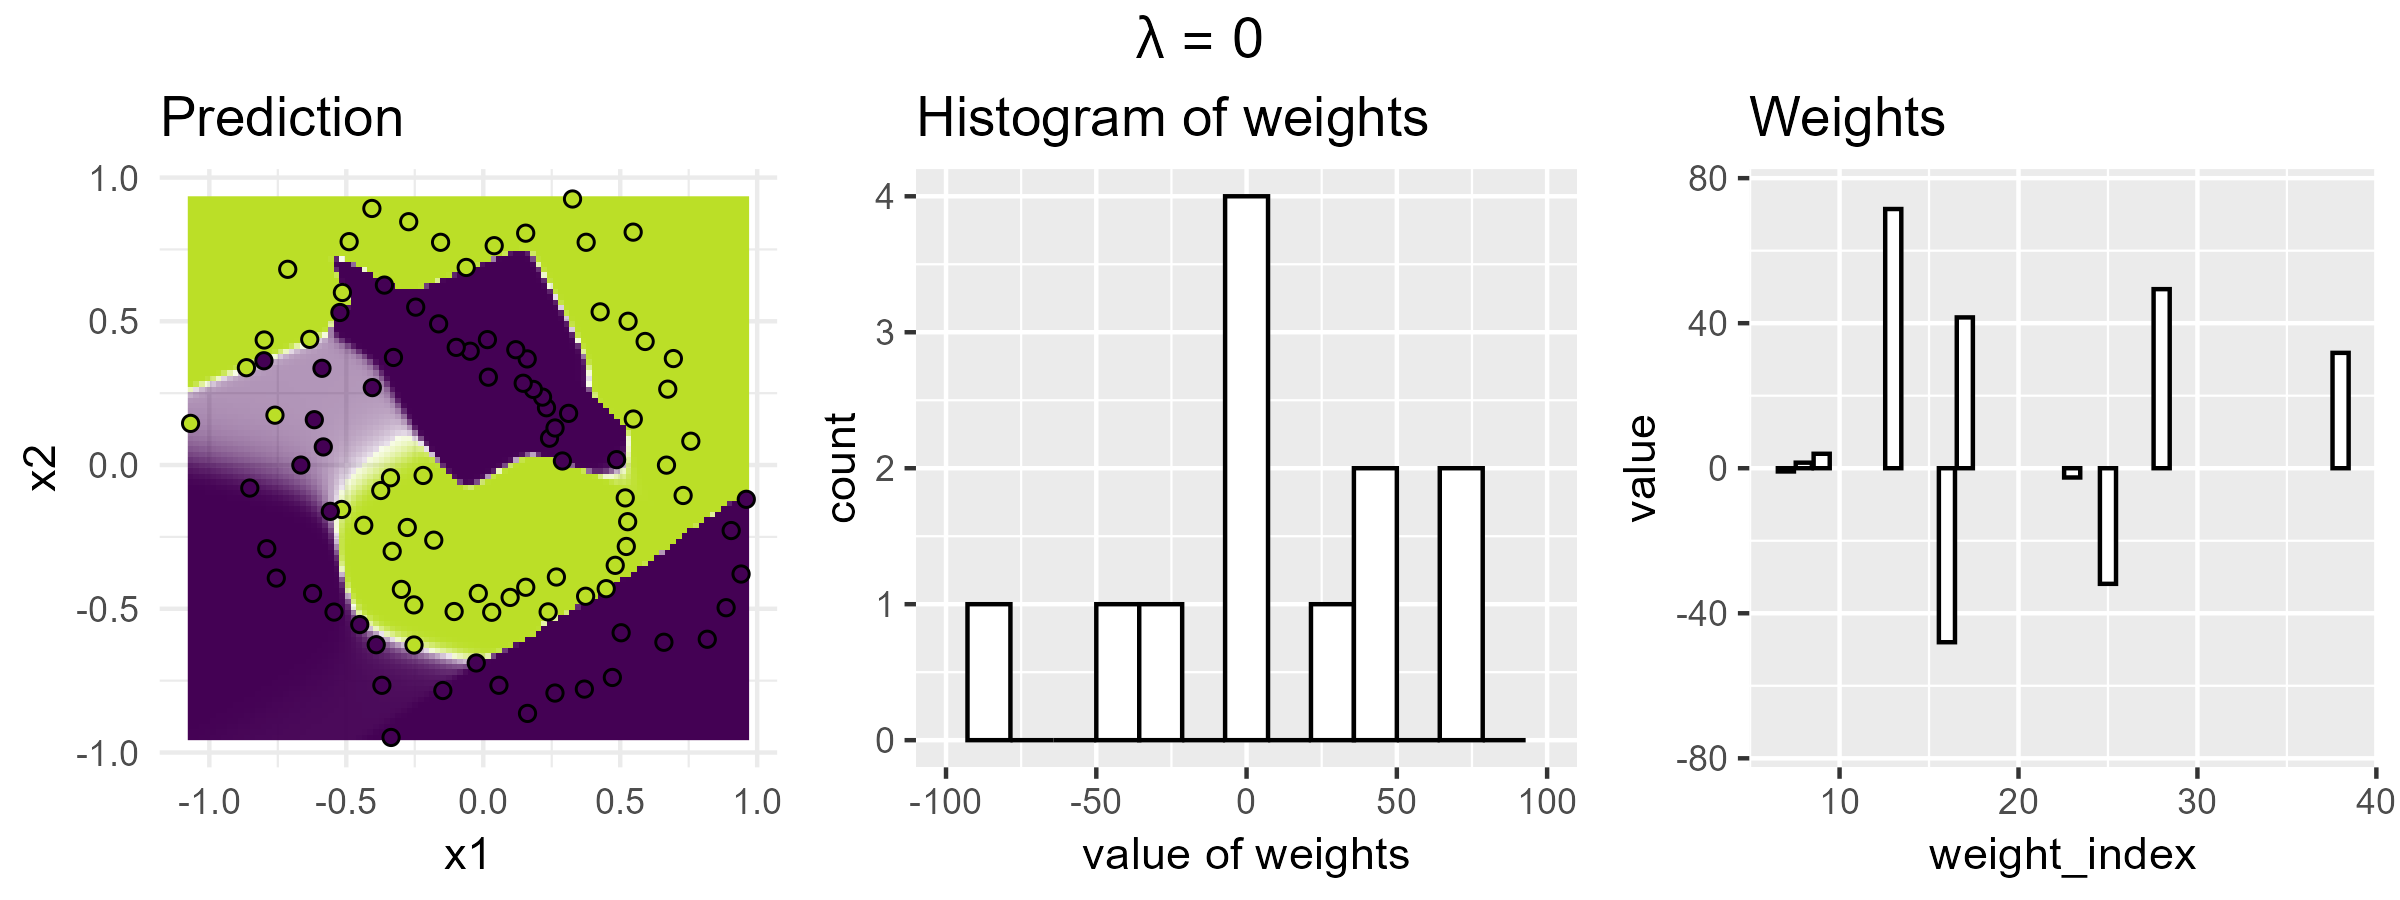 λ = 0
Prediction
1.0
0.5
0.0
-0.5
-1.0
x2
-1.0 -0.5 0.0 0.5 1.0
x1
Histogram of weights
4
3
2
1
0
count
-100 -50 0 50 100
value of weights
Weights
80
40
0
-40
-80
value
10 20 30 40
weight_index